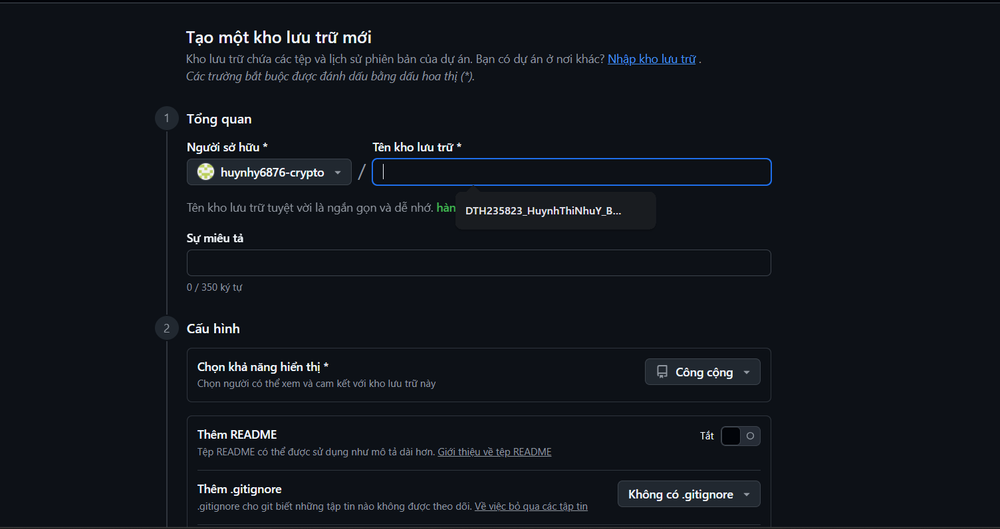 Tạo một kho lưu trữ mới
Kho lưu trữ chứa các tệp và lịch sử phiên bản của dự án. Bạn có dự án ở nơi khác? Nhập kho lưu trữ .
Các trường bắt buộc được đánh dấu bằng dấu hoa thị (*).
1 Tổng quan
Người sở hữu * Tên kho lưu trữ *
huynhy6876-crypto /
Tên kho lưu trữ tuyệt vời là ngắn gọn và dễ nhớ. hàn
DTH235823_HuynhThiNhuY_B...
Sự miêu tả
0 / 350 ký tự
2 Cấu hình
Chọn khả năng hiển thị * Công cộng
Chọn người có thể xem và cam kết với kho lưu trữ này
Thêm README Tắt
Tệp README có thể được sử dụng như mô tả dài hơn. Giới thiệu về tệp README
Thêm .gitignore Không có .gitignore
.gitignore cho git biết những tập tin nào không được theo dõi. Về việc bỏ qua các tập tin